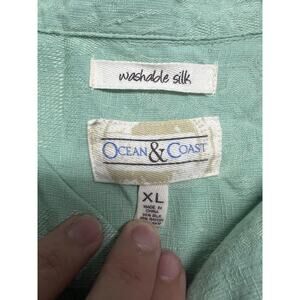 washable silk
OCEAN & COAST
XL
MADE IN
CHINA